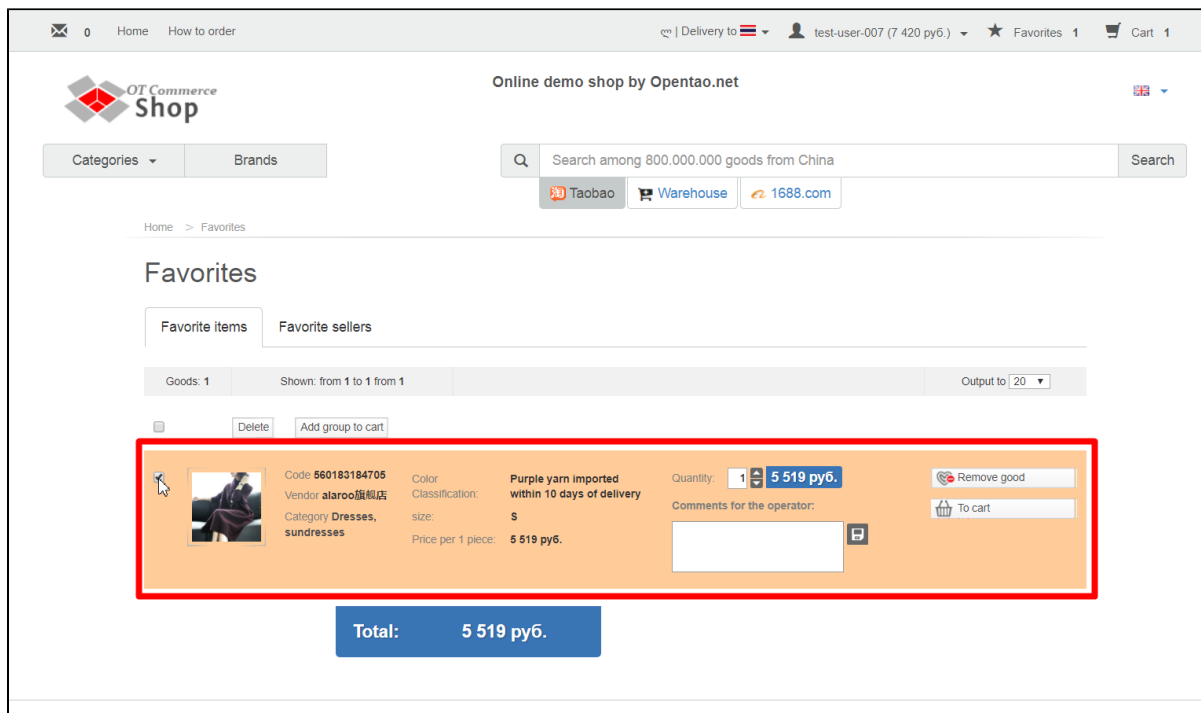 0 Home How to order ლ | Delivery to test-user-007 (7 420 руб.) Favorites 1 Cart 1
OT Commerce
Shop
Online demo shop by Opentao.net
Categories Brands Search among 800.000.000 goods from China Search
淘 Taobao Warehouse 1688.com
Home > Favorites
Favorites
Favorite items Favorite sellers
Goods: 1 Shown: from 1 to 1 from 1 Output to 20
Delete Add group to cart
Code 560183184705
Vendor alaroo旗舰店
Category Dresses,
sundresses
Color
Classification:
Purple yarn imported
within 10 days of delivery
size: S
Price per 1 piece: 5 519 руб.
Quantity: 1 5 519 руб.
Comments for the operator:
Remove good
To cart
Total: 5 519 руб.